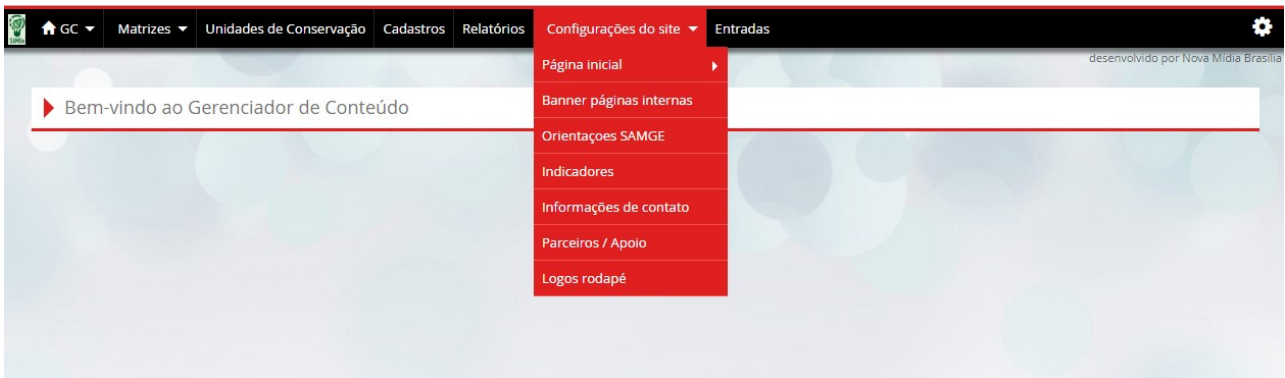 GC Matrizes Unidades de Conservação Cadastros Relatórios Configurações do site Entradas
desenvolvido por Nova Mídia Brasília
Bem-vindo ao Gerenciador de Conteúdo
Página inicial
Banner páginas internas
Orientaçoes SAMGE
Indicadores
Informações de contato
Parceiros / Apoio
Logos rodapé